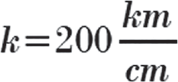 k = 200 km/cm